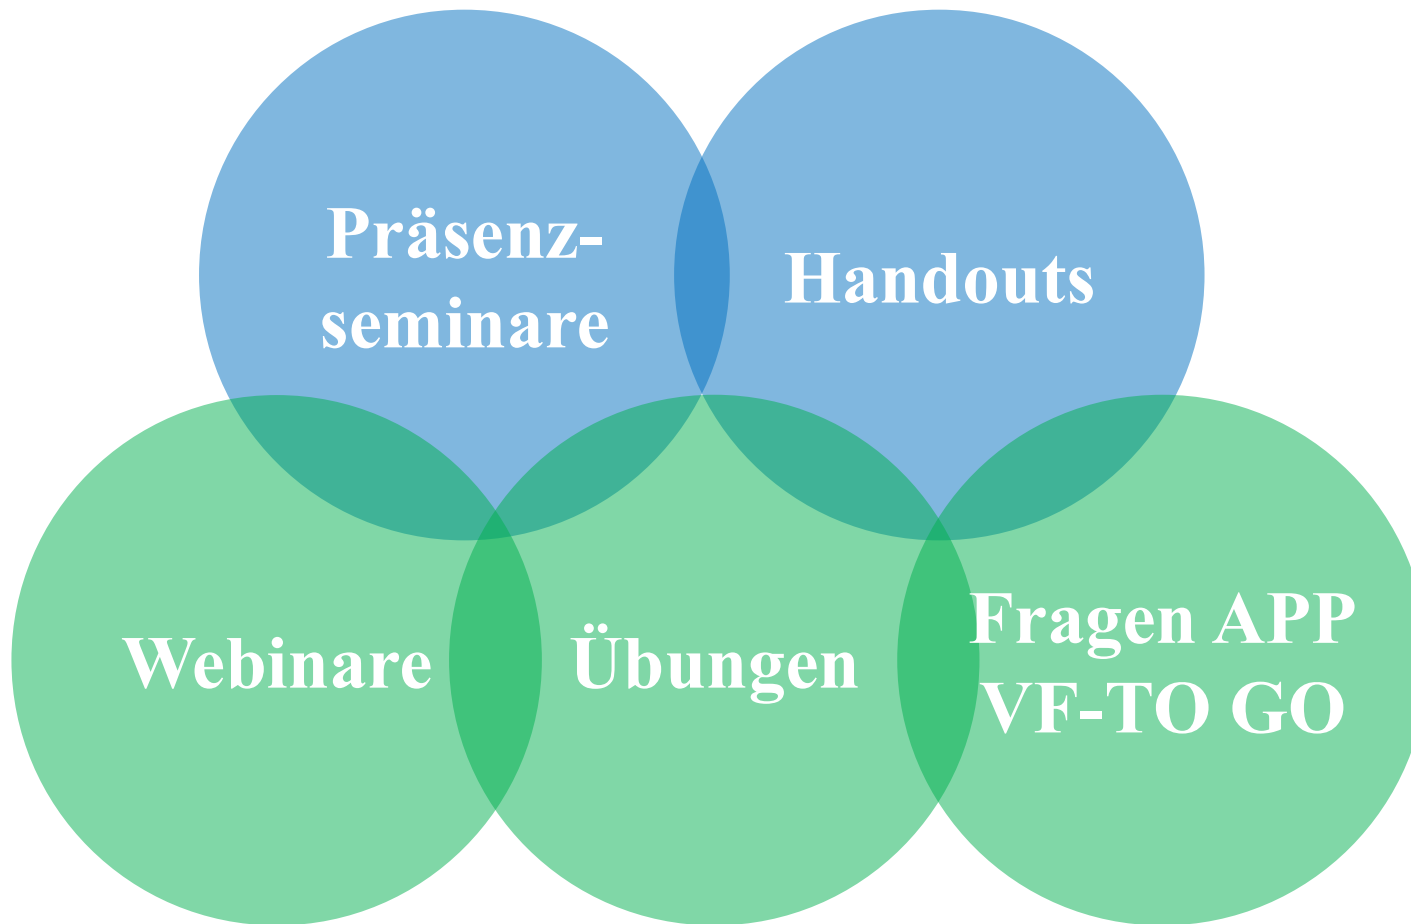 Präsenz-
seminare
Handouts
Webinare
Übungen
Fragen APP
VF-TO GO